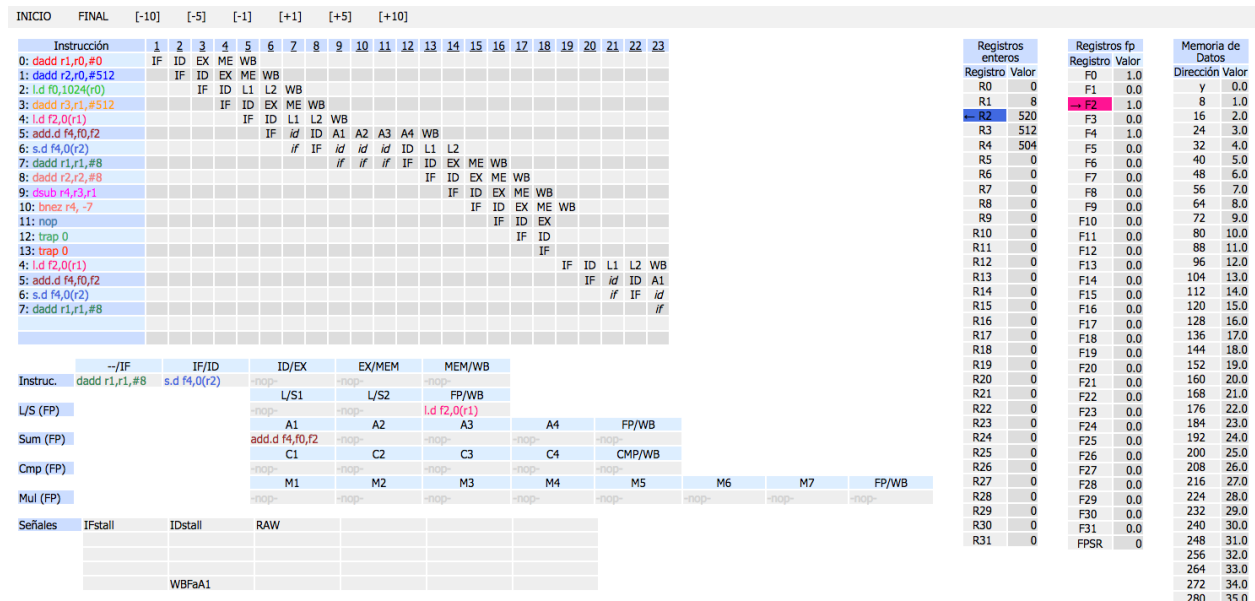 INICIO FINAL [-10] [-5] [-1] [+1] [+5] [+10]
Instrucción 1 2 3 4 5 6 7 8 9 10 11 12 13 14 15 16 17 18 19 20 21 22 23
0: dadd r1,r0,#0 IF ID EX ME WB
1: dadd r2,r0,#512 IF ID EX ME WB
2: l.d f0,1024(r0) IF ID L1 L2 WB
3: dadd r3,r1,#512 IF ID EX ME WB
4: l.d f2,0(r1) IF ID L1 L2 WB
5: add.d f4,f0,f2 IF id ID A1 A2 A3 A4 WB
6: s.d f4,0(r2) if IF id id id ID L1 L2
7: dadd r1,r1,#8 if if if IF ID EX ME WB
8: dadd r2,r2,#8 IF ID EX ME WB
9: dsub r4,r3,r1 IF ID EX ME WB
10: bnez r4, -7 IF ID EX ME WB
11: nop IF ID EX
12: trap 0 IF ID
13: trap 0 IF
4: l.d f2,0(r1) IF ID L1 L2 WB
5: add.d f4,f0,f2 IF id ID A1
6: s.d f4,0(r2) if IF id
7: dadd r1,r1,#8 if
--/IF IF/ID ID/EX EX/MEM MEM/WB
Instruc. dadd r1,r1,#8 s.d f4,0(r2) -nop- -nop- -nop-
L/S1 L/S2 FP/WB
L/S (FP) -nop- -nop- l.d f2,0(r1)
A1 A2 A3 A4 FP/WB
Sum (FP) add.d f4,f0,f2 -nop- -nop- -nop- -nop-
C1 C2 C3 C4 CMP/WB
Cmp (FP) -nop- -nop- -nop- -nop- -nop-
M1 M2 M3 M4 M5 M6 M7 FP/WB
Mul (FP) -nop- -nop- -nop- -nop- -nop- -nop- -nop- -nop-
Señales IFstall IDstall RAW
WBFaA1
Registros
enteros
Registro Valor
R0 0
R1 8
← R2 520
R3 512
R4 504
R5 0
R6 0
R7 0
R8 0
R9 0
R10 0
R11 0
R12 0
R13 0
R14 0
R15 0
R16 0
R17 0
R18 0
R19 0
R20 0
R21 0
R22 0
R23 0
R24 0
R25 0
R26 0
R27 0
R28 0
R29 0
R30 0
R31 0
Registros fp
Registro Valor
F0 1.0
F1 0.0
→ F2 1.0
F3 0.0
F4 1.0
F5 0.0
F6 0.0
F7 0.0
F8 0.0
F9 0.0
F10 0.0
F11 0.0
F12 0.0
F13 0.0
F14 0.0
F15 0.0
F16 0.0
F17 0.0
F18 0.0
F19 0.0
F20 0.0
F21 0.0
F22 0.0
F23 0.0
F24 0.0
F25 0.0
F26 0.0
F27 0.0
F28 0.0
F29 0.0
F30 0.0
F31 0.0
FPSR 0
Memoria de
Datos
Dirección Valor
y 0.0
8 1.0
16 2.0
24 3.0
32 4.0
40 5.0
48 6.0
56 7.0
64 8.0
72 9.0
80 10.0
88 11.0
96 12.0
104 13.0
112 14.0
120 15.0
128 16.0
136 17.0
144 18.0
152 19.0
160 20.0
168 21.0
176 22.0
184 23.0
192 24.0
200 25.0
208 26.0
216 27.0
224 28.0
232 29.0
240 30.0
248 31.0
256 32.0
264 33.0
272 34.0
280 35.0